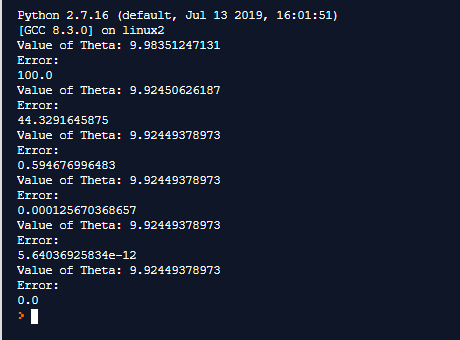 Python 2.7.16 (default, Jul 13 2019, 16:01:51)
[GCC 8.3.0] on linux2
Value of Theta: 9.98351247131
Error:
100.0
Value of Theta: 9.92450626187
Error:
44.3291645875
Value of Theta: 9.92449378973
Error:
0.594676996483
Value of Theta: 9.92449378973
Error:
0.000125670368657
Value of Theta: 9.92449378973
Error:
5.64036925834e-12
Value of Theta: 9.92449378973
Error:
0.0
>